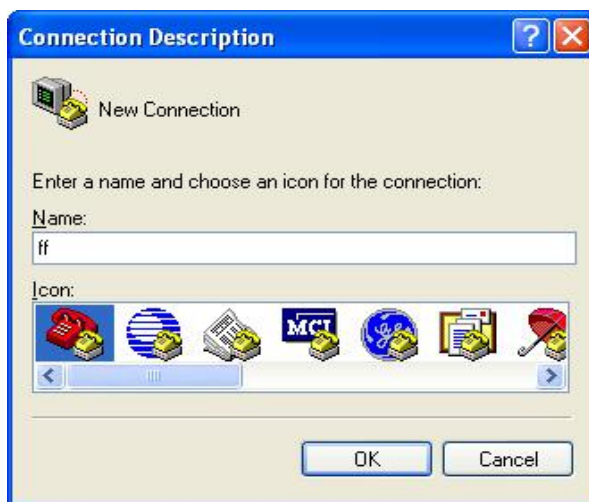 Connection Description
New Connection
Enter a name and choose an icon for the connection:
Name:
ff
Icon:
MCI
OK Cancel